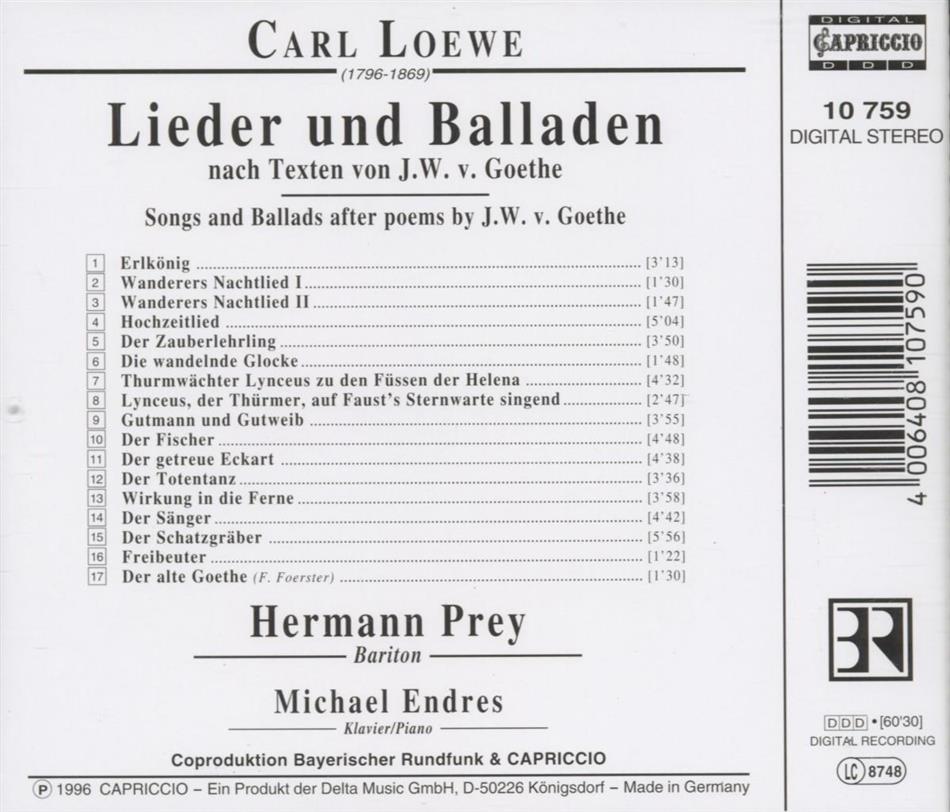 CARL LOEWE
(1796-1869)
Lieder und Balladen
nach Texten von J.W. v. Goethe
Songs and Ballads after poems by J.W. v. Goethe
1 Erlkönig [3'13]
2 Wanderers Nachtlied I [1'30]
3 Wanderers Nachtlied II [1'47]
4 Hochzeitlied [5'04]
5 Der Zauberlehrling [3'50]
6 Die wandelnde Glocke [1'48]
7 Thurmwächter Lynceus zu den Füssen der Helena [4'32]
8 Lynceus, der Thürmer, auf Faust's Sternwarte singend [2'47]
9 Gutmann und Gutweib [3'55]
10 Der Fischer [4'48]
11 Der getreue Eckart [4'38]
12 Der Totentanz [3'36]
13 Wirkung in die Ferne [3'58]
14 Der Sänger [4'42]
15 Der Schatzgräber [5'56]
16 Freibeuter [1'22]
17 Der alte Goethe (F. Foerster) [1'30]
Hermann Prey
Bariton
Michael Endres
Klavier/Piano
Coproduktion Bayerischer Rundfunk & CAPRICCIO
Ⓟ 1996 CAPRICCIO – Ein Produkt der Delta Music GmbH, D-50226 Königsdorf – Made in Germany
DIGITAL
CAPRICCIO
D D D
10 759
DIGITAL STEREO
4 006408 107590
BR
DDD • [60'30]
DIGITAL RECORDING
LC 8748